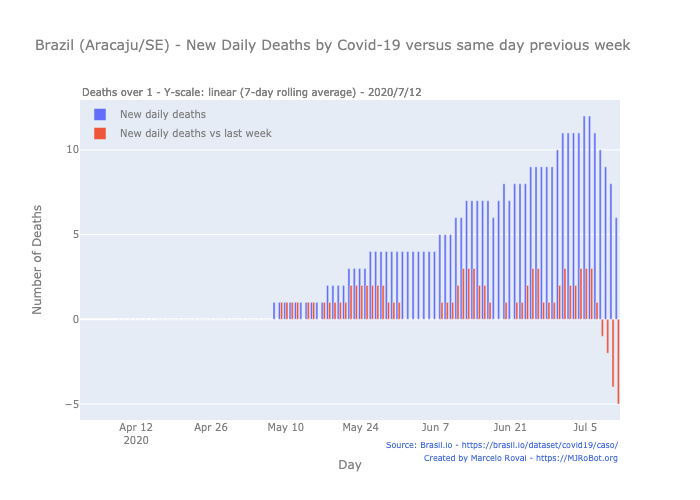 Brazil (Aracaju/SE) - New Daily Deaths by Covid-19 versus same day previous week
Deaths over 1 - Y-scale: linear (7-day rolling average) - 2020/7/12
New daily deaths
New daily deaths vs last week
Number of Deaths
10
5
0
−5
Apr 12
2020
Apr 26
May 10
May 24
Jun 7
Jun 21
Jul 5
Day
Source: Brasil.io - https://brasil.io/dataset/covid19/caso/
Created by Marcelo Rovai - https://MJRoBot.org